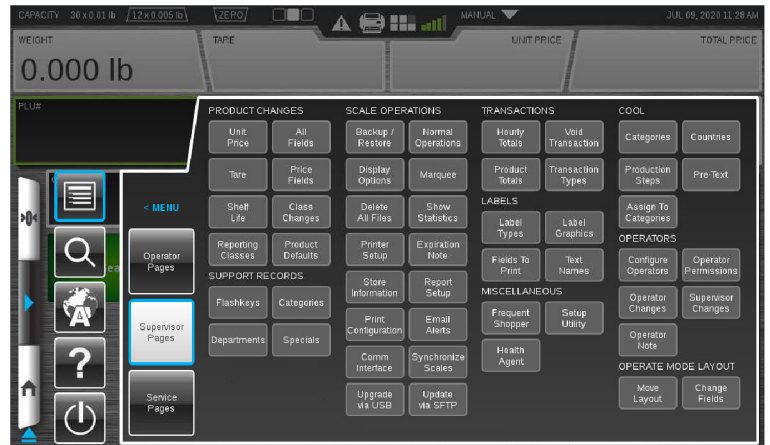 CAPACITY 30 x 0.01 lb / 12 x 0.005 lb ZERO MANUAL JUL 09, 2020 11:28 AM
WEIGHT TARE UNIT PRICE TOTAL PRICE
0.000 lb
PLU#
< MENU
Operator
Pages
Supervisor
Pages
Service
Pages
PRODUCT CHANGES
Unit
Price
All
Fields
Tare
Price
Fields
Shelf
Life
Class
Changes
Reporting
Classes
Product
Defaults
SUPPORT RECORDS
Flashkeys
Categories
Departments
Specials
SCALE OPERATIONS
Backup /
Restore
Normal
Operations
Display
Options
Marquee
Delete
All Files
Show
Statistics
Printer
Setup
Expiration
Note
Store
Information
Report
Setup
Print
Configuration
Email
Alerts
Comm
Interface
Synchronize
Scales
Upgrade
via USB
Update
via SFTP
TRANSACTIONS
Hourly
Totals
Void
Transaction
Product
Totals
Transaction
Types
LABELS
Label
Types
Label
Graphics
Fields To
Print
Text
Names
MISCELLANEOUS
Frequent
Shopper
Setup
Utility
Health
Agent
COOL
Categories
Countries
Production
Steps
Pre-Text
Assign To
Categories
OPERATORS
Configure
Operators
Operator
Permissions
Operator
Changes
Supervisor
Changes
Operator
Note
OPERATE MODE LAYOUT
Move
Layout
Change
Fields